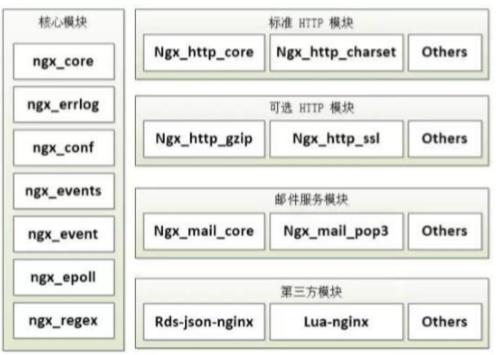 核心模块
ngx_core
ngx_errlog
ngx_conf
ngx_events
ngx_event
ngx_epoll
ngx_regex
标准 HTTP 模块
Ngx_http_core Ngx_http_charset Others
可选 HTTP 模块
Ngx_http_gzip Ngx_http_ssl Others
邮件服务模块
Ngx_mail_core Ngx_mail_pop3 Others
第三方模块
Rds-json-nginx Lua-nginx Others